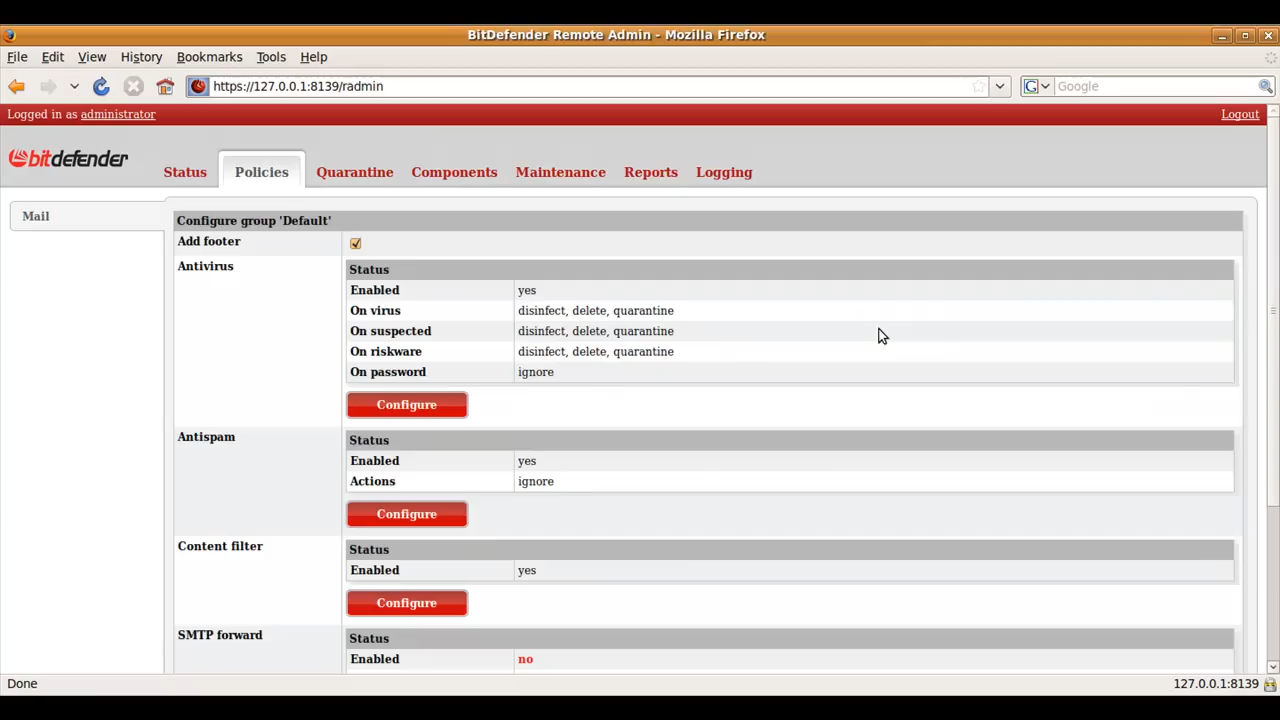 BitDefender Remote Admin - Mozilla Firefox
File Edit View History Bookmarks Tools Help
https://127.0.0.1:8139/radmin
G Google
Logged in as administrator Logout
bitdefender
Status Policies Quarantine Components Maintenance Reports Logging
Mail
Configure group 'Default'
Add footer
Antivirus
Status
Enabled yes
On virus disinfect, delete, quarantine
On suspected disinfect, delete, quarantine
On riskware disinfect, delete, quarantine
On password ignore
Configure
Antispam
Status
Enabled yes
Actions ignore
Configure
Content filter
Status
Enabled yes
Configure
SMTP forward
Status
Enabled no
Done 127.0.0.1:8139